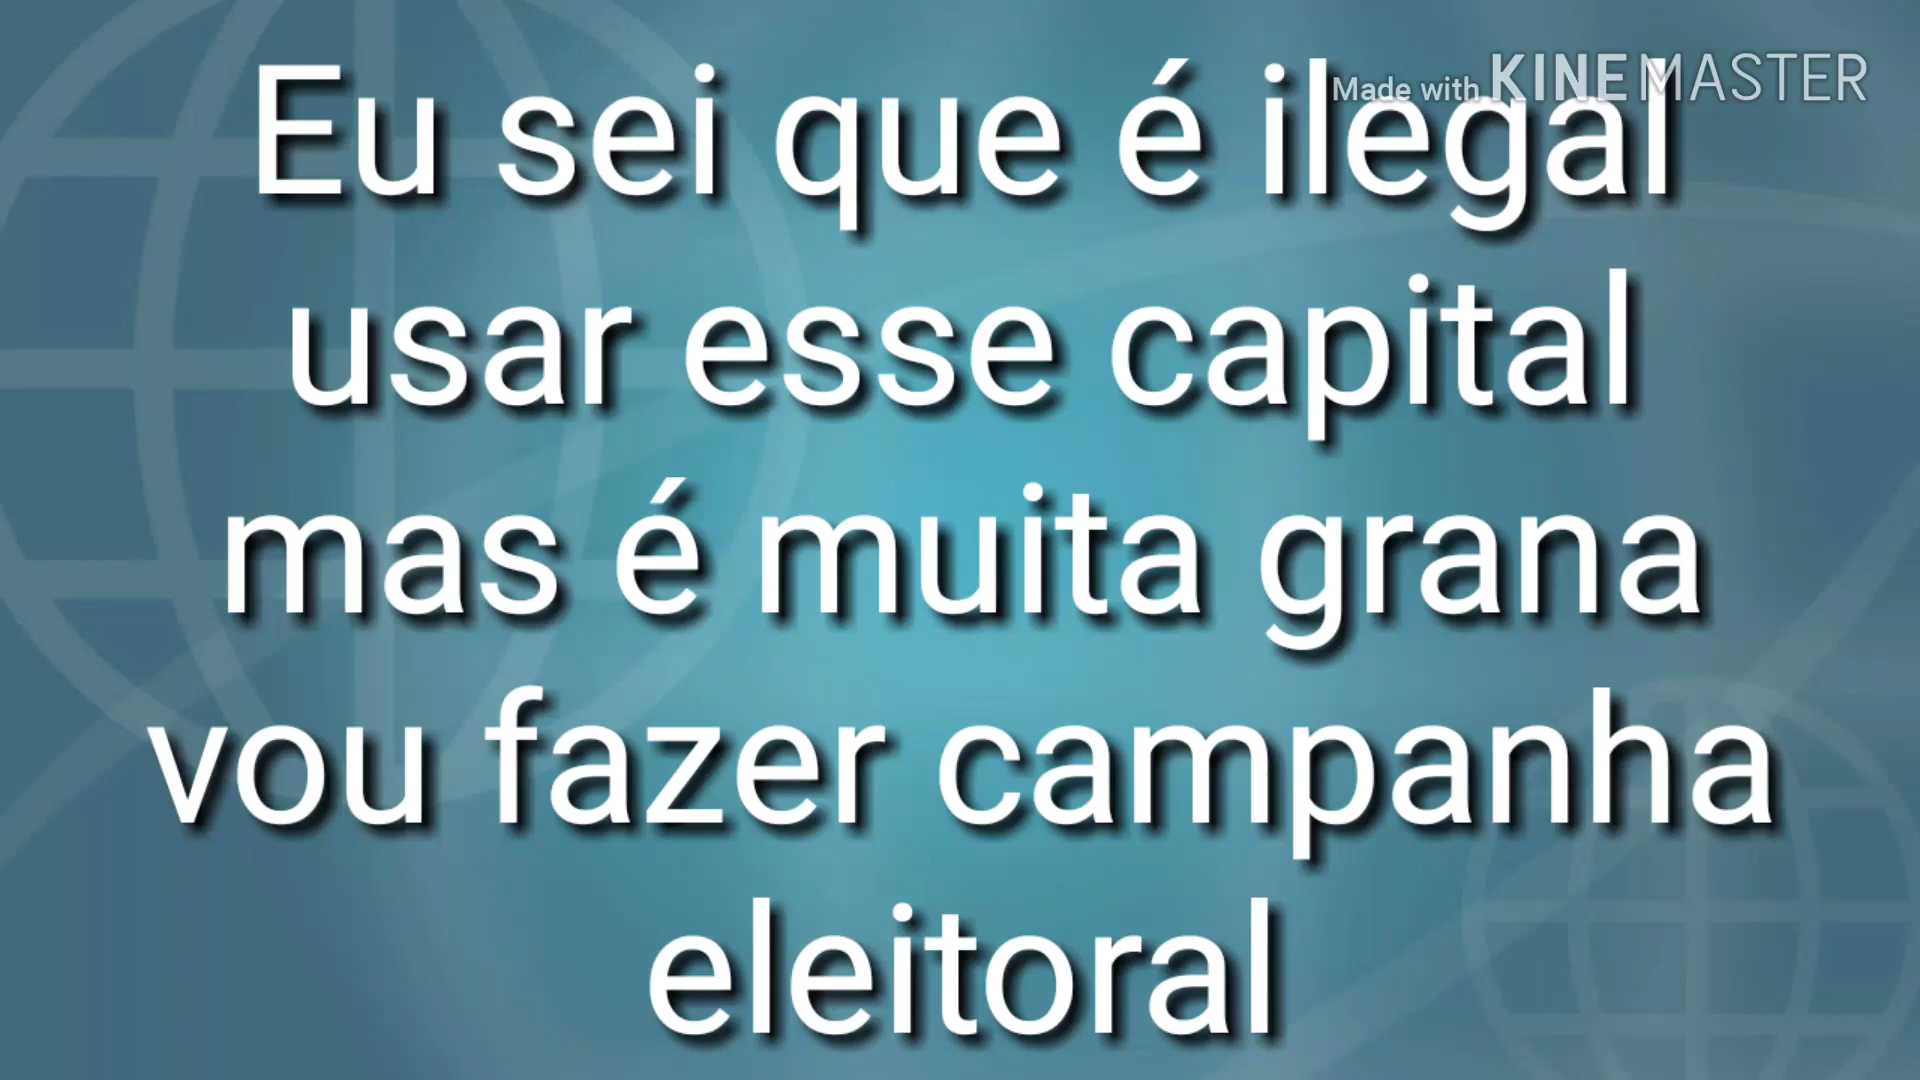 Made with KINEMASTER
Eu sei que é ilegal
usar esse capital
mas é muita grana
vou fazer campanha
eleitoral